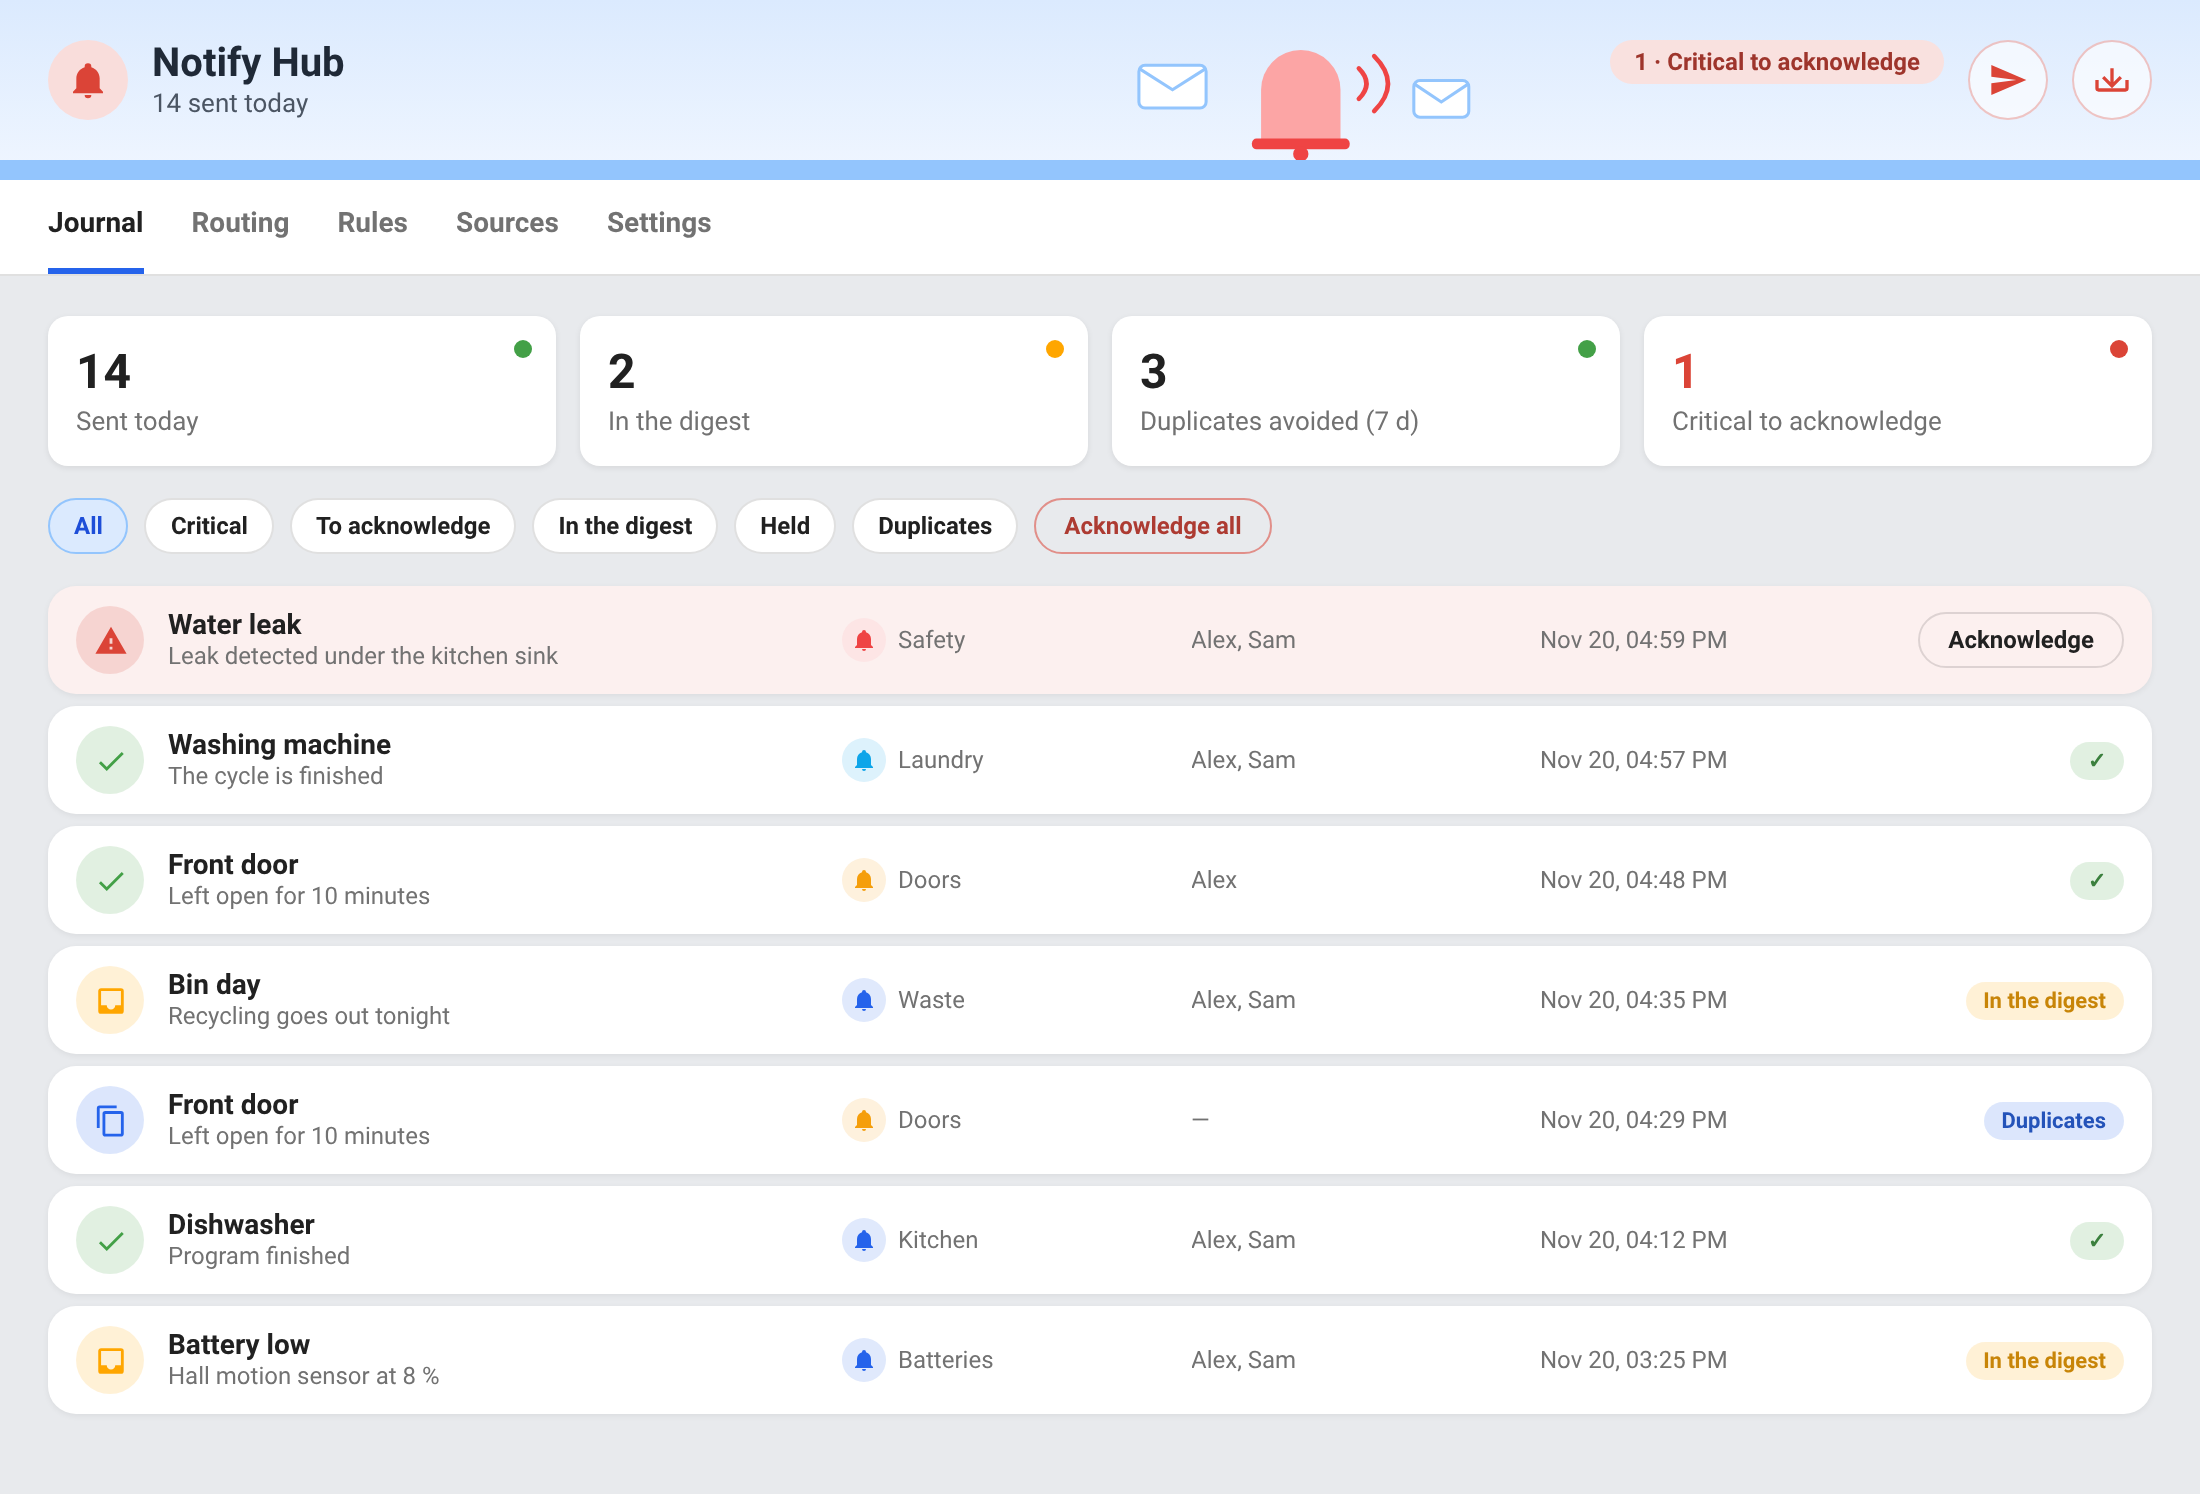 Notify Hub
14 sent today
1 · Critical to acknowledge
Journal Routing Rules Sources Settings
14
Sent today
2
In the digest
3
Duplicates avoided (7 d)
1
Critical to acknowledge
All Critical To acknowledge In the digest Held Duplicates Acknowledge all
Water leak
Leak detected under the kitchen sink
Safety
Alex, Sam
Nov 20, 04:59 PM
Acknowledge
Washing machine
The cycle is finished
Laundry
Alex, Sam
Nov 20, 04:57 PM
✓
Front door
Left open for 10 minutes
Doors
Alex
Nov 20, 04:48 PM
✓
Bin day
Recycling goes out tonight
Waste
Alex, Sam
Nov 20, 04:35 PM
In the digest
Front door
Left open for 10 minutes
Doors
—
Nov 20, 04:29 PM
Duplicates
Dishwasher
Program finished
Kitchen
Alex, Sam
Nov 20, 04:12 PM
✓
Battery low
Hall motion sensor at 8 %
Batteries
Alex, Sam
Nov 20, 03:25 PM
In the digest